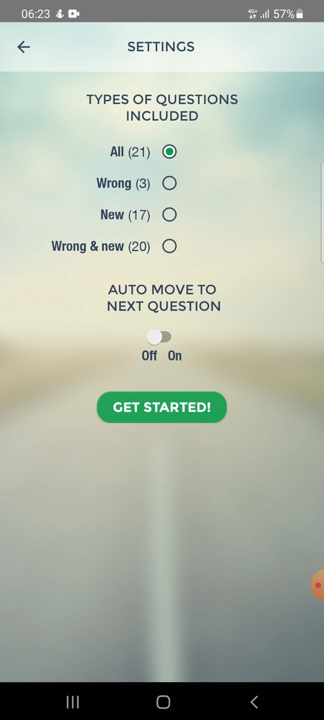 06:23 4G+ 57%
SETTINGS
TYPES OF QUESTIONS
INCLUDED
All (21)
Wrong (3)
New (17)
Wrong & new (20)
AUTO MOVE TO
NEXT QUESTION
Off On
GET STARTED!